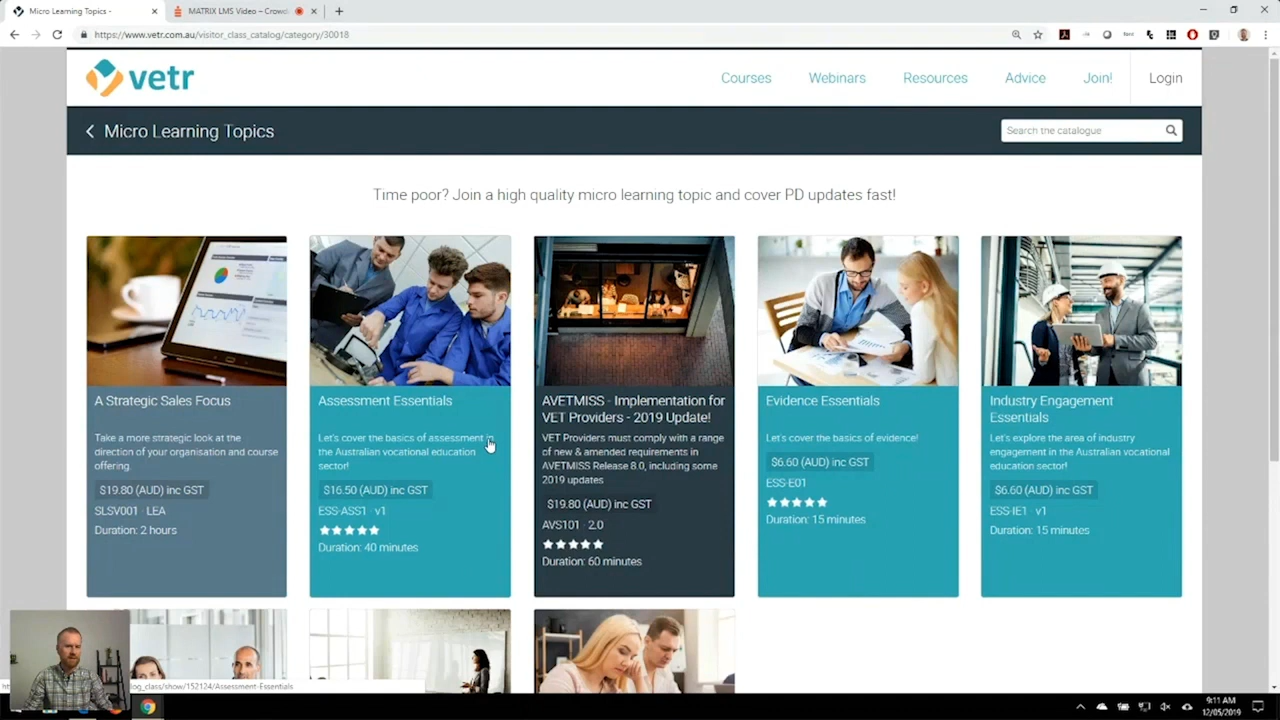 Micro Learning Topics -
MATRIX LMS Video – Crowd
https://www.vetr.com.au/visitor_class_catalog/category/30018
vetr
Courses
Webinars
Resources
Advice
Join!
Login
Micro Learning Topics
Search the catalogue
Time poor? Join a high quality micro learning topic and cover PD updates fast!
A Strategic Sales Focus
Take a more strategic look at the
direction of your organisation and course
offering.
$19.80 (AUD) inc GST
SLSV001 · LEA
Duration: 2 hours
Assessment Essentials
Let's cover the basics of assessment in
the Australian vocational education
sector!
$16.50 (AUD) inc GST
ESS-ASS1 · v1
Duration: 40 minutes
AVETMISS - Implementation for
VET Providers - 2019 Update!
VET Providers must comply with a range
of new & amended requirements in
AVETMISS Release 8.0, including some
2019 updates
$19.80 (AUD) inc GST
AVS101 · 2.0
Duration: 60 minutes
Evidence Essentials
Let's cover the basics of evidence!
$6.60 (AUD) inc GST
ESS-E01
Duration: 15 minutes
Industry Engagement
Essentials
Let's explore the area of industry
engagement in the Australian vocational
education sector!
$6.60 (AUD) inc GST
ESS-IE1 · v1
Duration: 15 minutes
log_class/show/152124/Assessment-Essentials
9:11 AM
12/05/2019